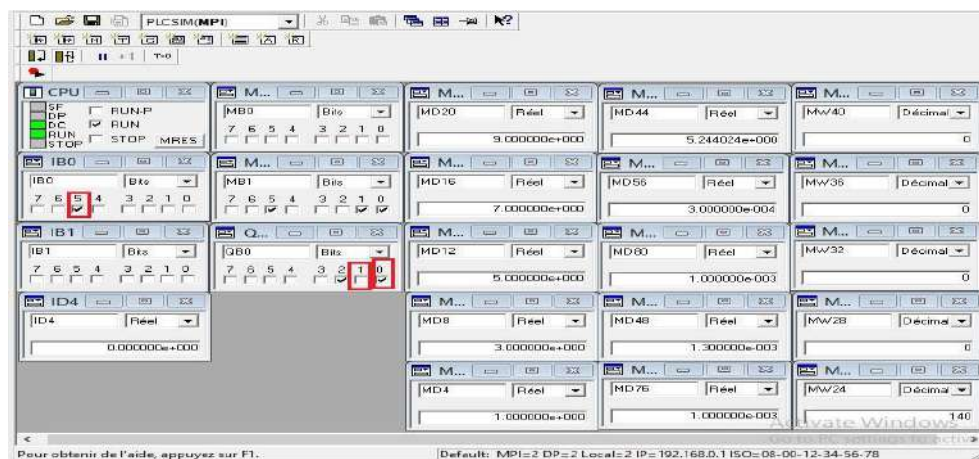 PLCSIM(MPI)
T=0
CPU M... M... M... M...
SF
DP
DC
RUN
STOP
RUN-P
RUN
STOP MRES
MB0 Bits
7 6 5 4 3 2 1 0
MD20 Réel
9.000000e+000
MD44 Réel
5.244024e+000
MW40 Décimal
0
IB0 M... M... M... M...
IB0 Bits
7 6 5 4 3 2 1 0
MB1 Bits
7 6 5 4 3 2 1 0
MD16 Réel
7.000000e+000
MD56 Réel
3.000000e-004
MW36 Décimal
0
IB1 Q... M... M... M...
IB1 Bits
7 6 5 4 3 2 1 0
QB0 Bits
7 6 5 4 3 2 1 0
MD12 Réel
5.000000e+000
MD80 Réel
1.000000e-003
MW32 Décimal
0
ID4 M... M... M...
ID4 Réel
0.000000e+000
MD8 Réel
3.000000e+000
MD48 Réel
1.300000e-003
MW28 Décimal
0
M... M... M...
MD4 Réel
1.000000e+000
MD76 Réel
1.000000e-003
MW24 Décimal
140
Activate Windows
Go to PC settings to activa
Pour obtenir de l'aide, appuyez sur F1.
Default: MPI=2 DP=2 Local=2 IP=192.168.0.1 ISO=08-00-12-34-56-78